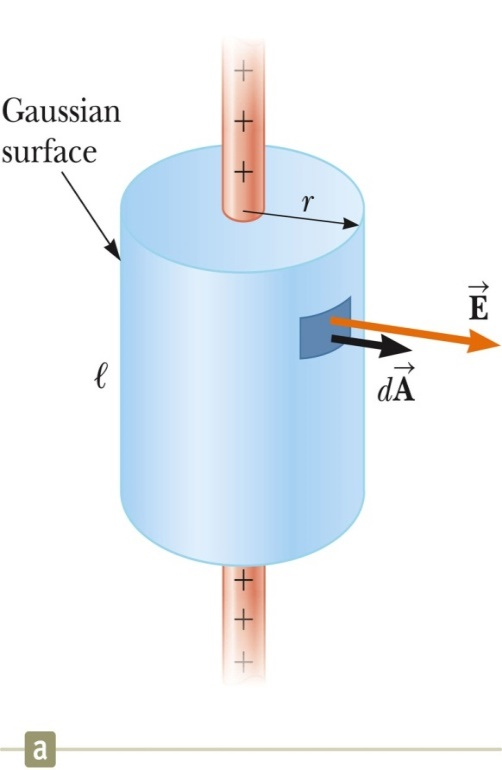 +
+
Gaussian
surface
+
r
E⃗
dA⃗
ℓ
+
+
+
a